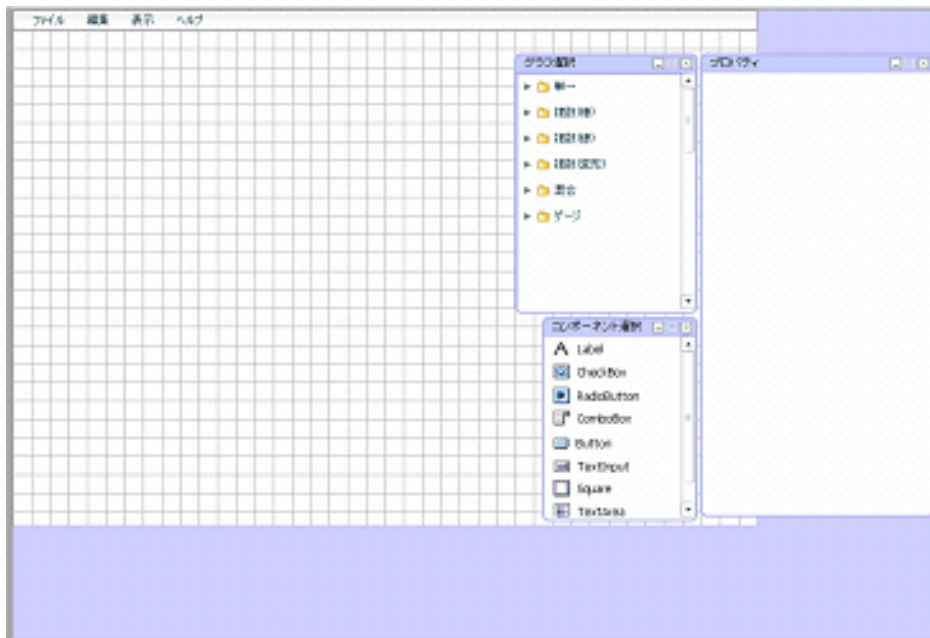 ファイル 編集 表示 ヘルプ
グラフ選択
プロパティ
単一
複合
ゲージ
コンポーネント選択
Label
CheckBox
RadioButton
ComboBox
Button
TextInput
Square
TextArea